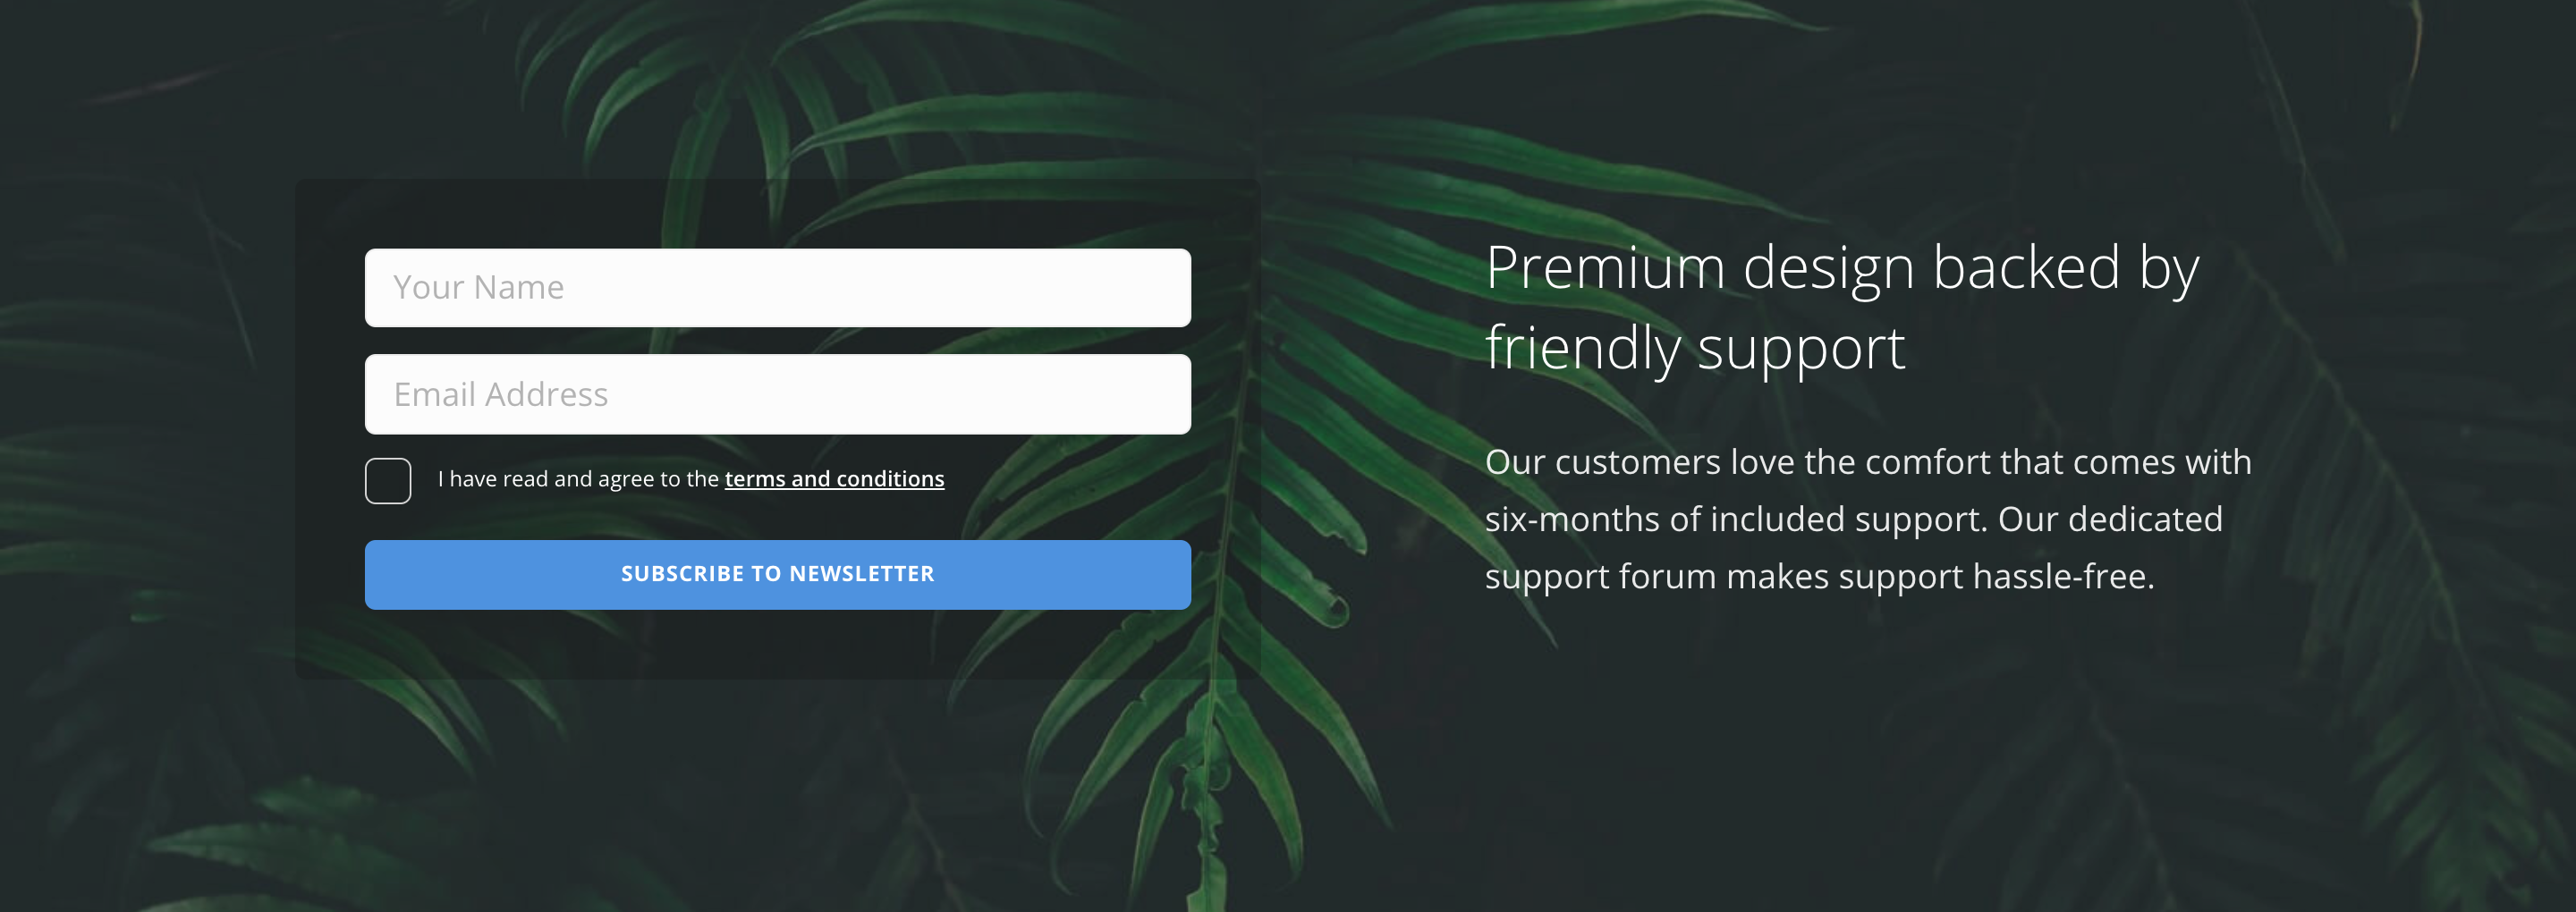 Your Name
Email Address
I have read and agree to the terms and conditions
SUBSCRIBE TO NEWSLETTER
Premium design backed by
friendly support
Our customers love the comfort that comes with
six-months of included support. Our dedicated
support forum makes support hassle-free.